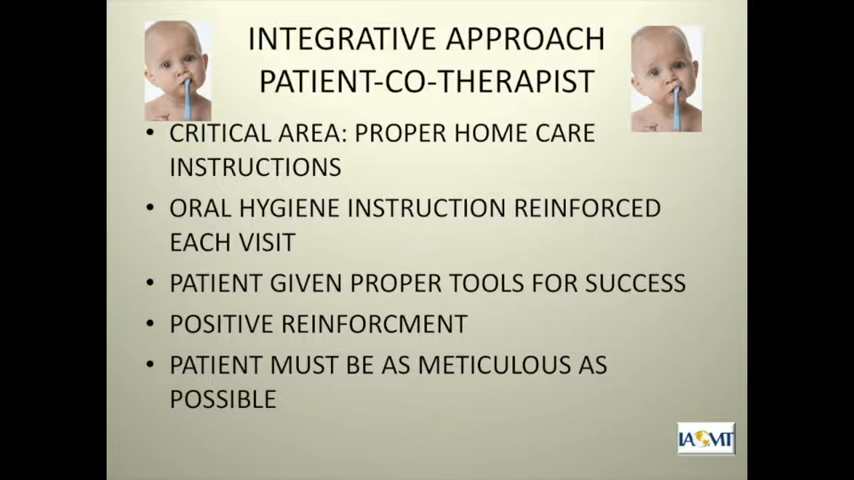 INTEGRATIVE APPROACH
PATIENT-CO-THERAPIST
• CRITICAL AREA: PROPER HOME CARE
INSTRUCTIONS
• ORAL HYGIENE INSTRUCTION REINFORCED
EACH VISIT
• PATIENT GIVEN PROPER TOOLS FOR SUCCESS
• POSITIVE REINFORCMENT
• PATIENT MUST BE AS METICULOUS AS
POSSIBLE
IAOMT